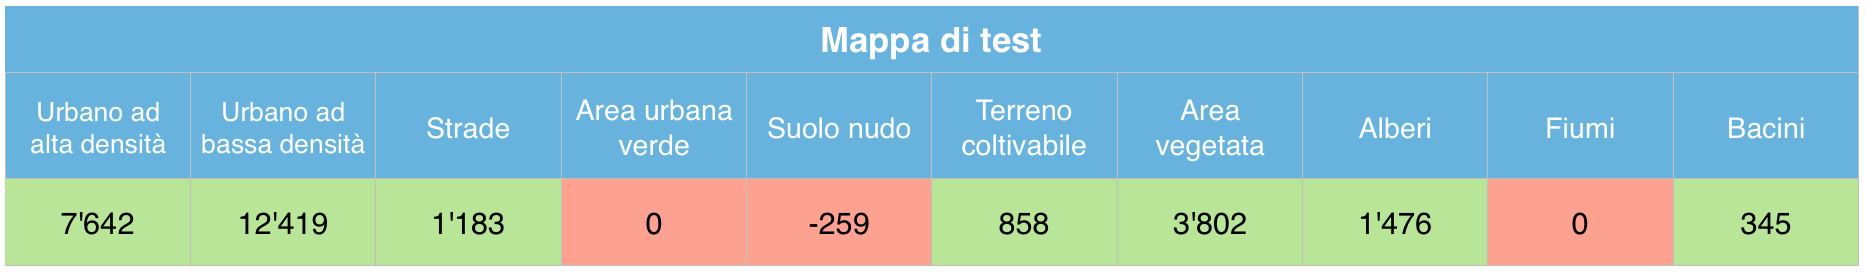 Mappa di test
Urbano ad
alta densità
Urbano ad
bassa densità
Strade
Area urbana
verde
Suolo nudo
Terreno
coltivabile
Area
vegetata
Alberi
Fiumi
Bacini
7'642
12'419
1'183
0
-259
858
3'802
1'476
0
345